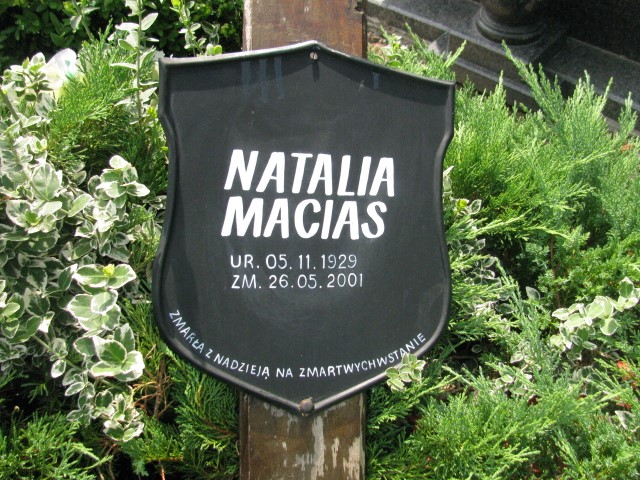 NATALIA
MACIAS
UR. 05.11.1929
ZM. 26.05.2001
ZMARŁA Z NADZIEJĄ NA ZMARTWYCHWSTANIE